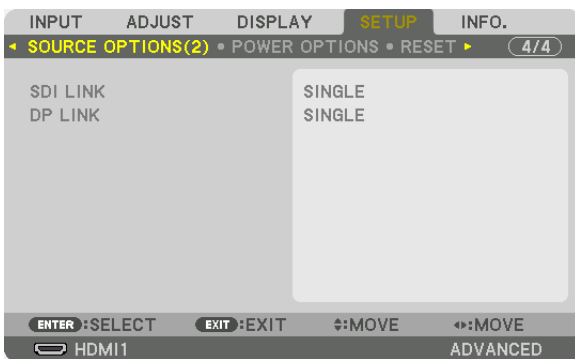 INPUT ADJUST DISPLAY SETUP INFO.
SOURCE OPTIONS(2) • POWER OPTIONS • RESET 4/4
SDI LINK SINGLE
DP LINK SINGLE
ENTER :SELECT EXIT :EXIT :MOVE :MOVE
HDMI1 ADVANCED